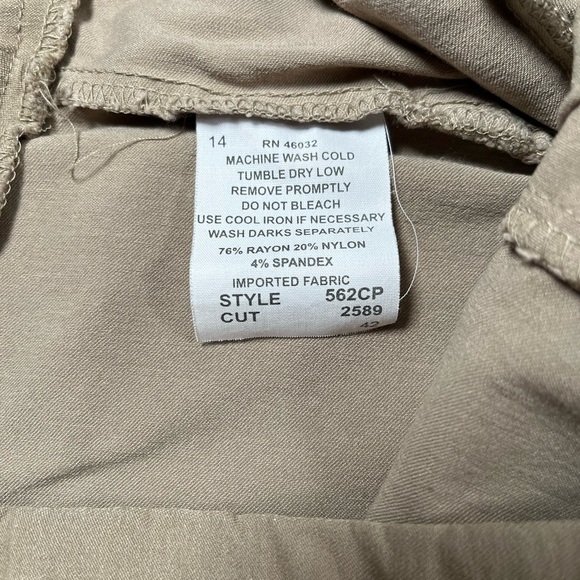 14 RN 46032
MACHINE WASH COLD
TUMBLE DRY LOW
REMOVE PROMPTLY
DO NOT BLEACH
USE COOL IRON IF NECESSARY
WASH DARKS SEPARATELY
76% RAYON 20% NYLON
4% SPANDEX
IMPORTED FABRIC
STYLE 562CP
CUT 2589
42